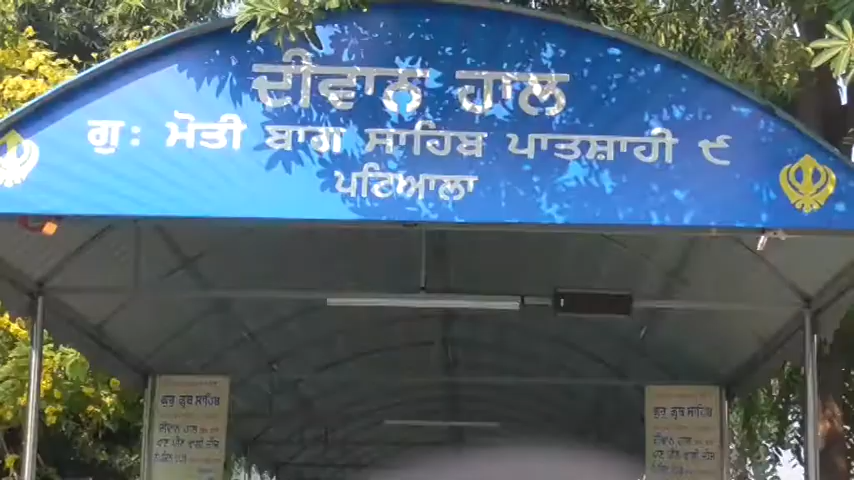 ਦੀਵਾਨ ਹਾਲ
ਗੁ: ਮੋਤੀ ਬਾਗ਼ ਸਾਹਿਬ ਪਾਤਸ਼ਾਹੀ ੯
ਪਟਿਆਲਾ
ਗੁਰੂ ਗ੍ਰੰਥ ਸਾਹਿਬ
ਗੁਰੂ ਗ੍ਰੰਥ ਸਾਹਿਬ